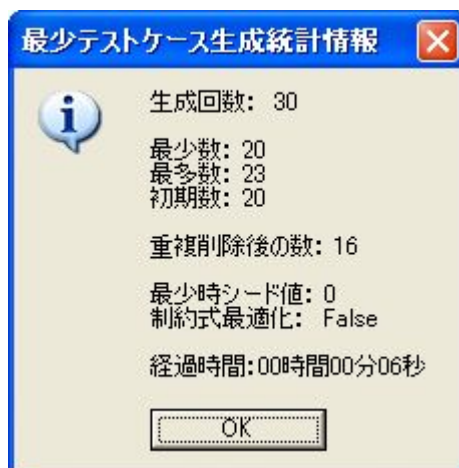 最少テストケース生成統計情報
生成回数: 30
最少数: 20
最多数: 23
初期数: 20
重複削除後の数: 16
最少時シード値: 0
制約式最適化: False
経過時間:00時間00分06秒
OK